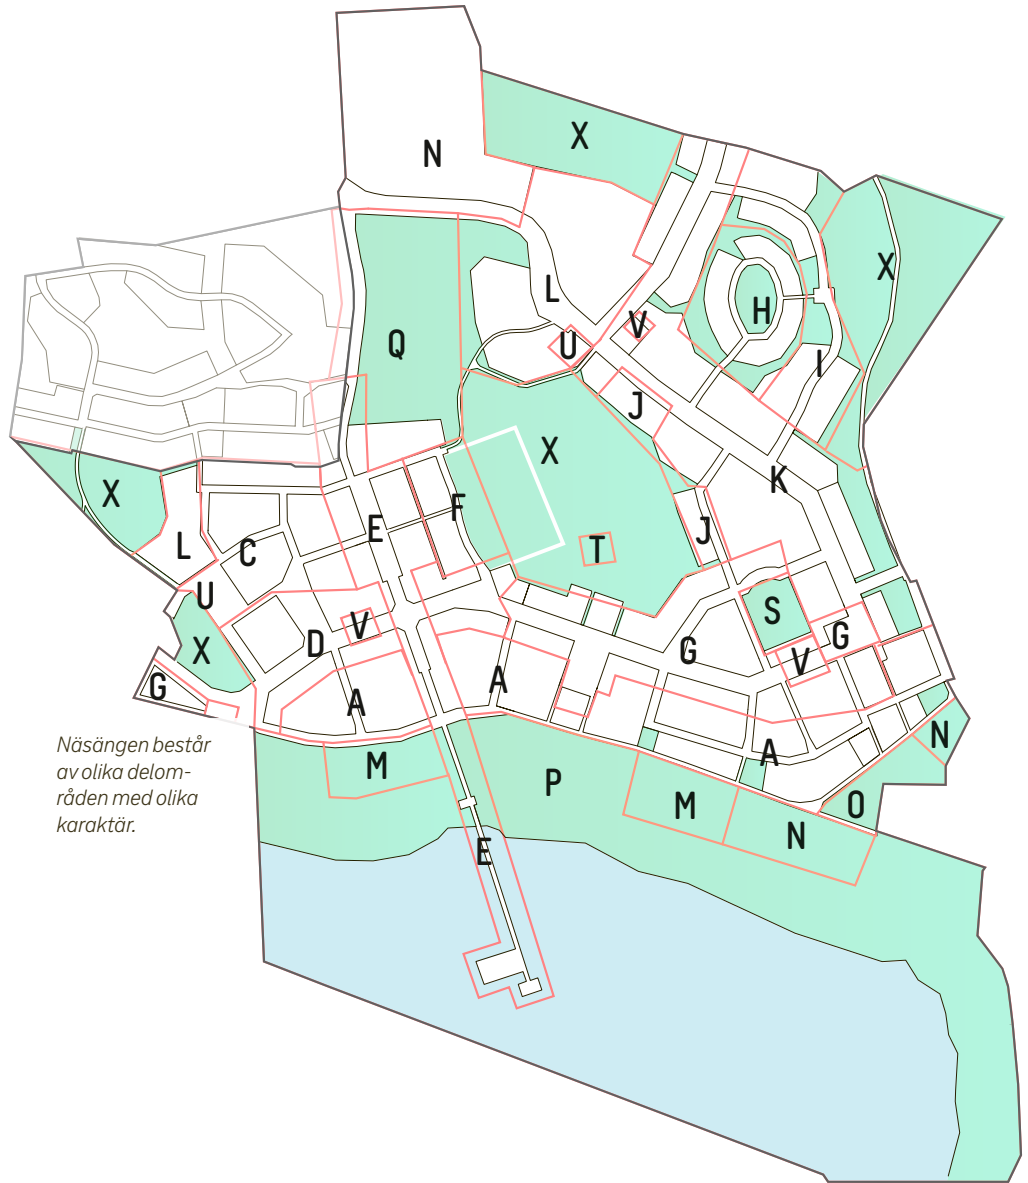 X
N
X
L
V
H
Q
U
I
J
X
X
K
F
E
J
L
C
T
U
S
V
G
X
D
G
V
G
A
A
N
A
M
P
M
O
N
E
Näsängen består
av olika delom-
råden med olika
karaktär.